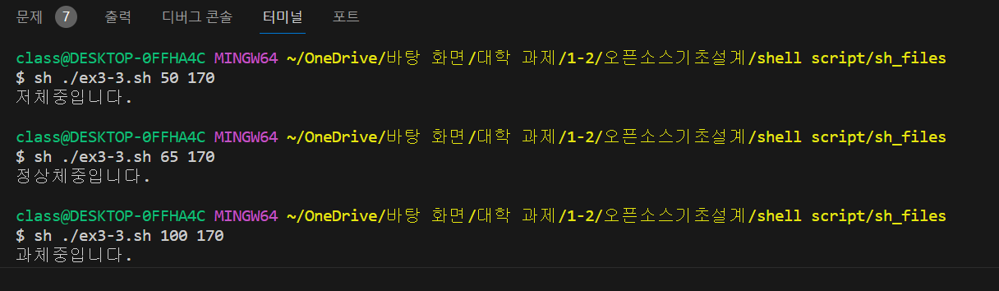 문제 7 출력 디버그 콘솔 터미널 포트
class@DESKTOP-0FFHA4C MINGW64 ~/OneDrive/바탕 화면/대학 과제/1-2/오픈소스기초설계/shell script/sh_files
$ sh ./ex3-3.sh 50 170
저체중입니다.
class@DESKTOP-0FFHA4C MINGW64 ~/OneDrive/바탕 화면/대학 과제/1-2/오픈소스기초설계/shell script/sh_files
$ sh ./ex3-3.sh 65 170
정상체중입니다.
class@DESKTOP-0FFHA4C MINGW64 ~/OneDrive/바탕 화면/대학 과제/1-2/오픈소스기초설계/shell script/sh_files
$ sh ./ex3-3.sh 100 170
과체중입니다.